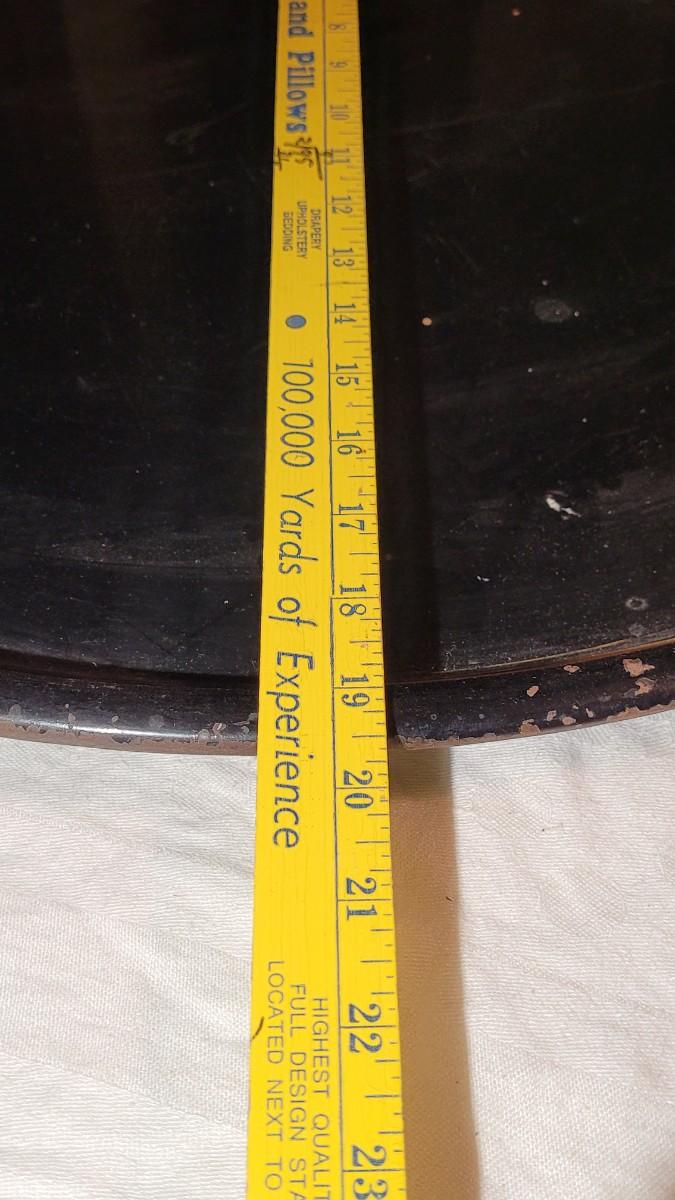 and Pillows
DRAPERY
UPHOLSTERY
BEDDING
100,000 Yards of Experience
HIGHEST QUALIT
FULL DESIGN STA
LOCATED NEXT TO
8 9 10 11 12 13 14 15 16 17 18 19 20 21 22 23